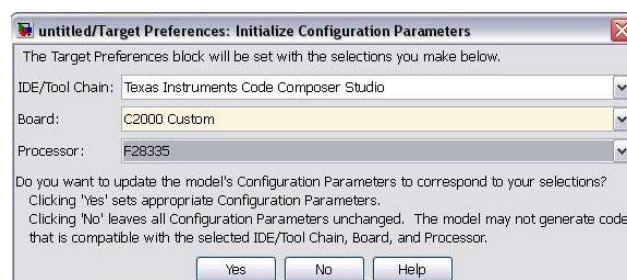 untitled/Target Preferences: Initialize Configuration Parameters
The Target Preferences block will be set with the selections you make below.
IDE/Tool Chain: Texas Instruments Code Composer Studio
Board: C2000 Custom
Processor: F28335
Do you want to update the model's Configuration Parameters to correspond to your selections?
Clicking 'Yes' sets appropriate Configuration Parameters.
Clicking 'No' leaves all Configuration Parameters unchanged. The model may not generate code
that is compatible with the selected IDE/Tool Chain, Board, and Processor.
Yes No Help